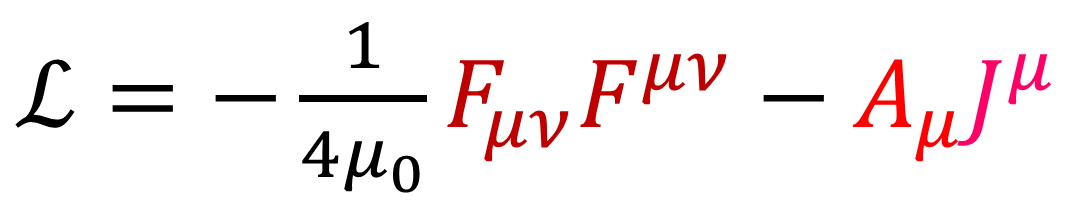 ℒ = − 1/4μ₀ F_μν F^μν − A_μ J^μ